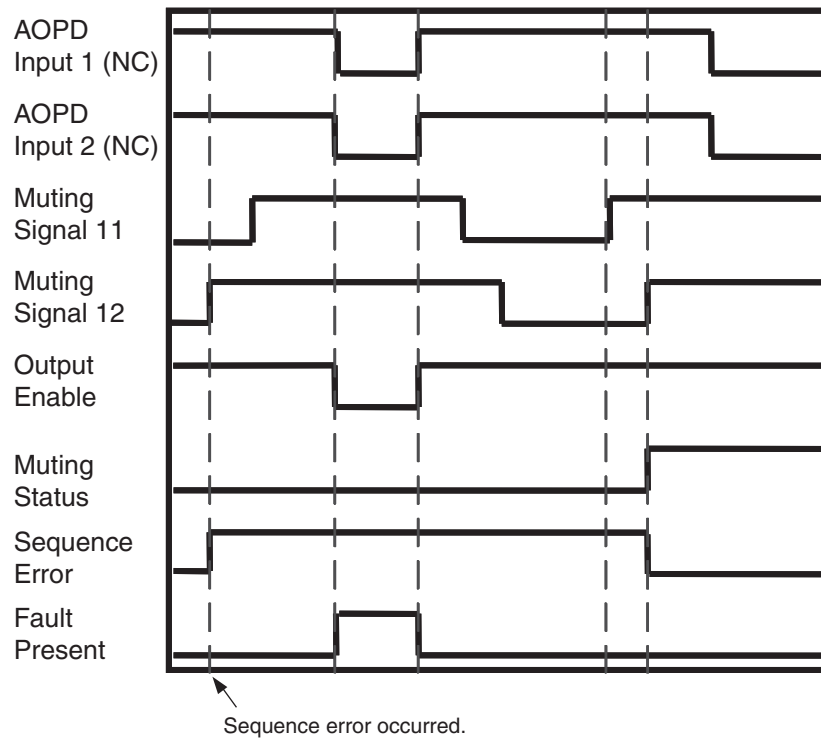 AOPD
Input 1 (NC)
AOPD
Input 2 (NC)
Muting
Signal 11
Muting
Signal 12
Output
Enable
Muting
Status
Sequence
Error
Fault
Present
Sequence error occurred.